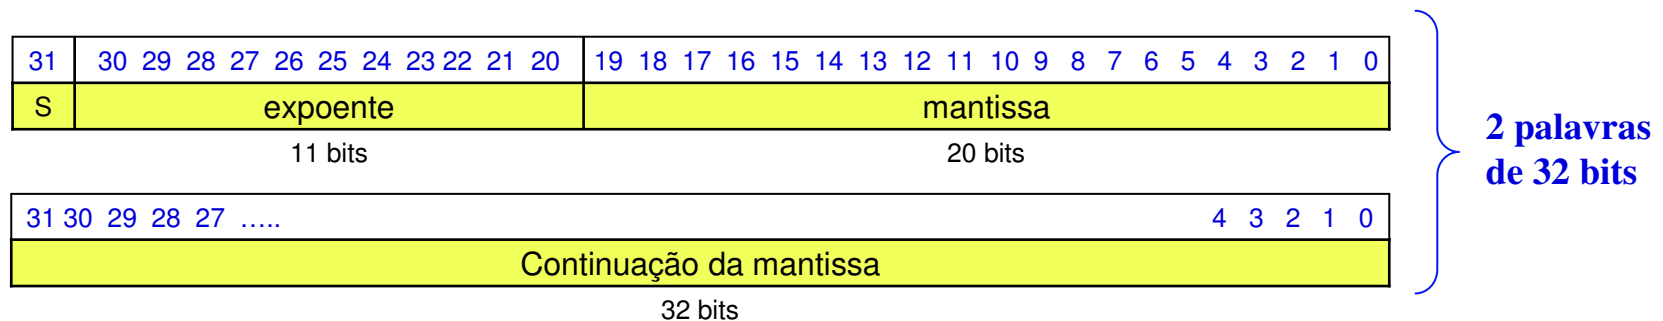 31 30 29 28 27 26 25 24 23 22 21 20 19 18 17 16 15 14 13 12 11 10 9 8 7 6 5 4 3 2 1 0
S expoente mantissa
11 bits 20 bits
2 palavras
de 32 bits
31 30 29 28 27 ..... 4 3 2 1 0
Continuação da mantissa
32 bits